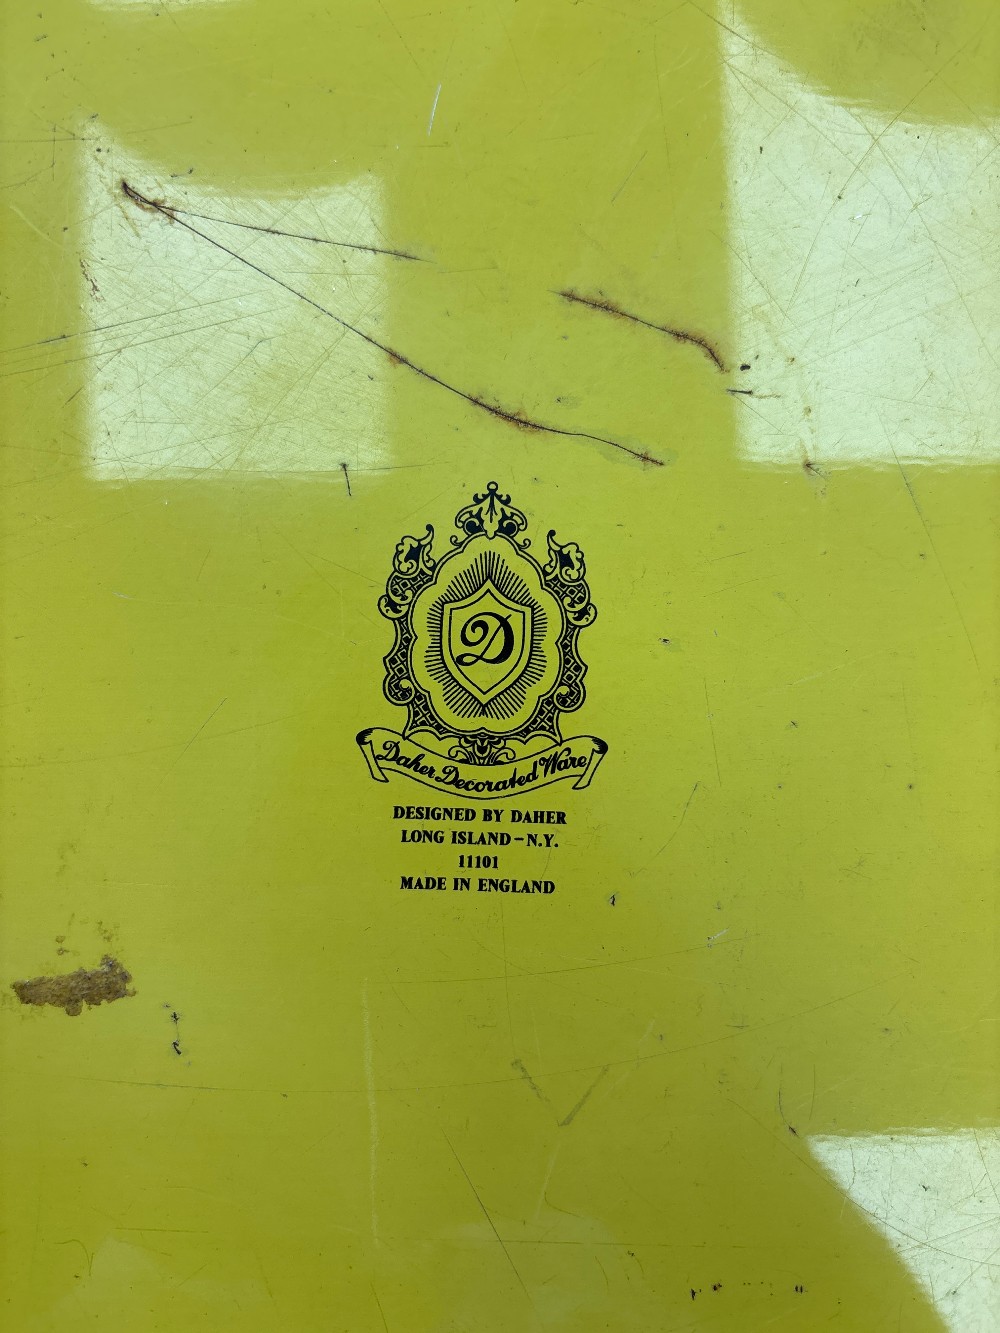 D
Daher Decorated Ware
DESIGNED BY DAHER
LONG ISLAND-N.Y.
11101
MADE IN ENGLAND